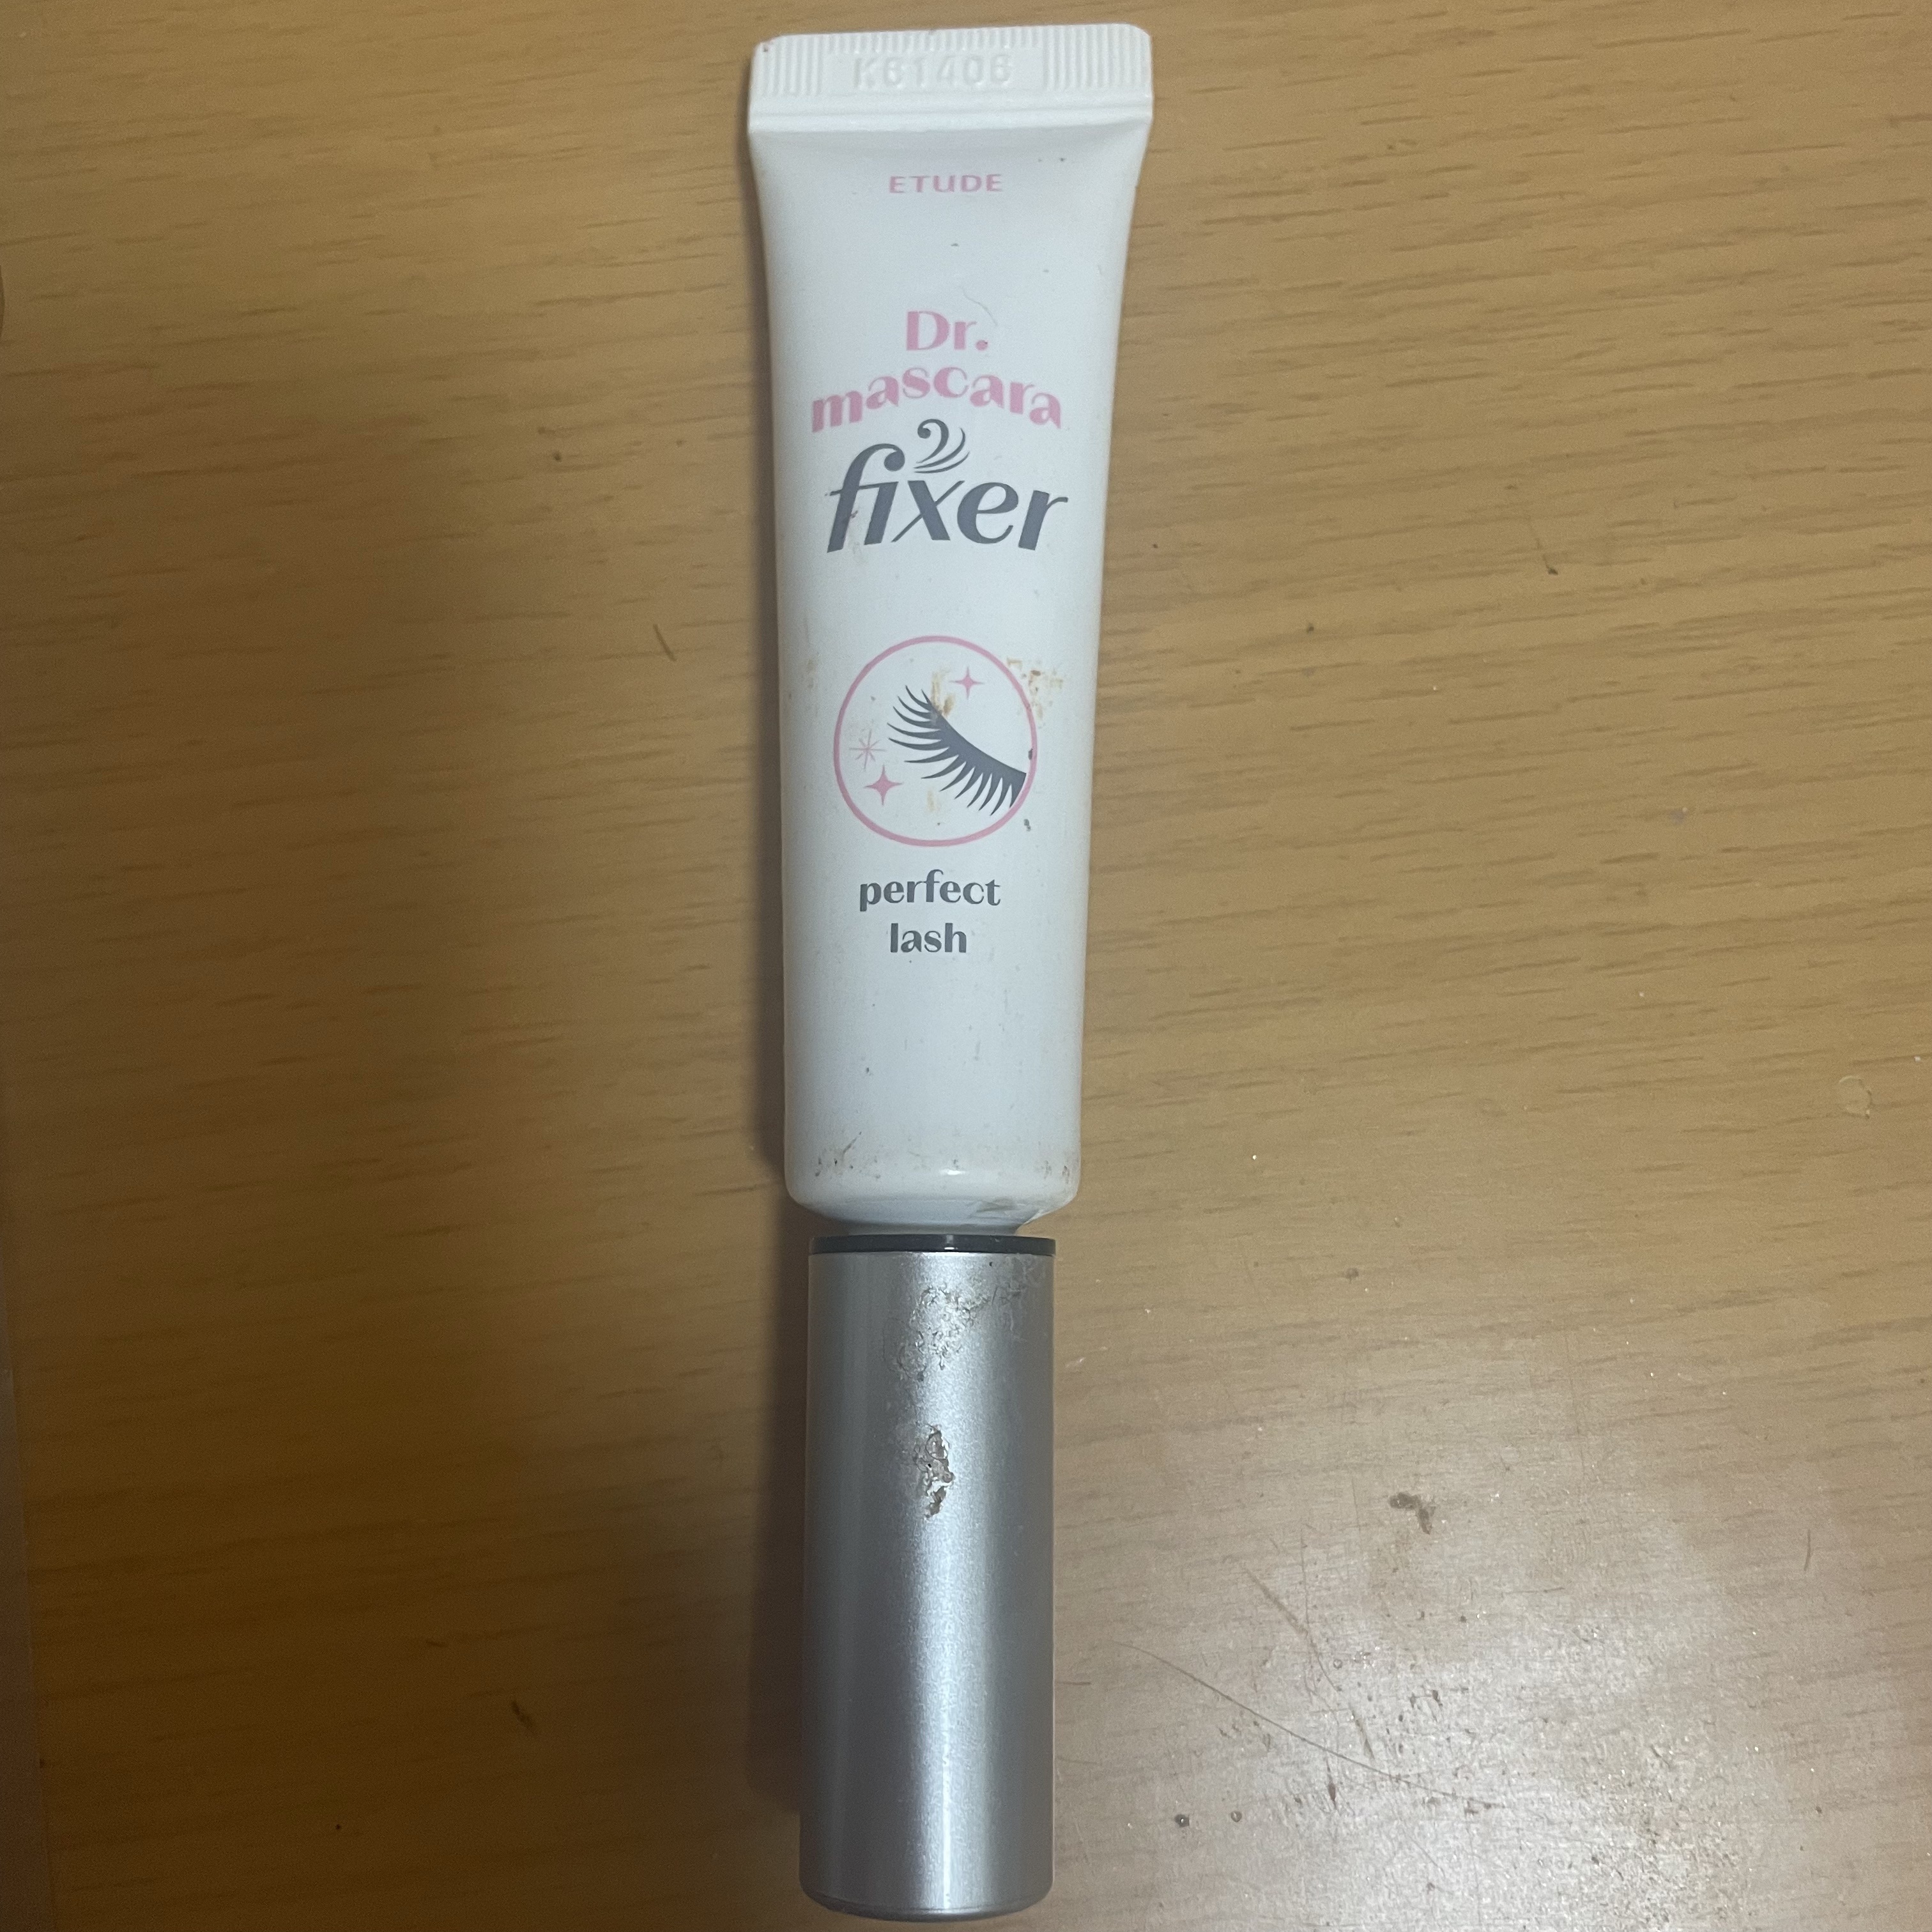 K61406
ETUDE
Dr.
mascara
fixer
perfect
lash